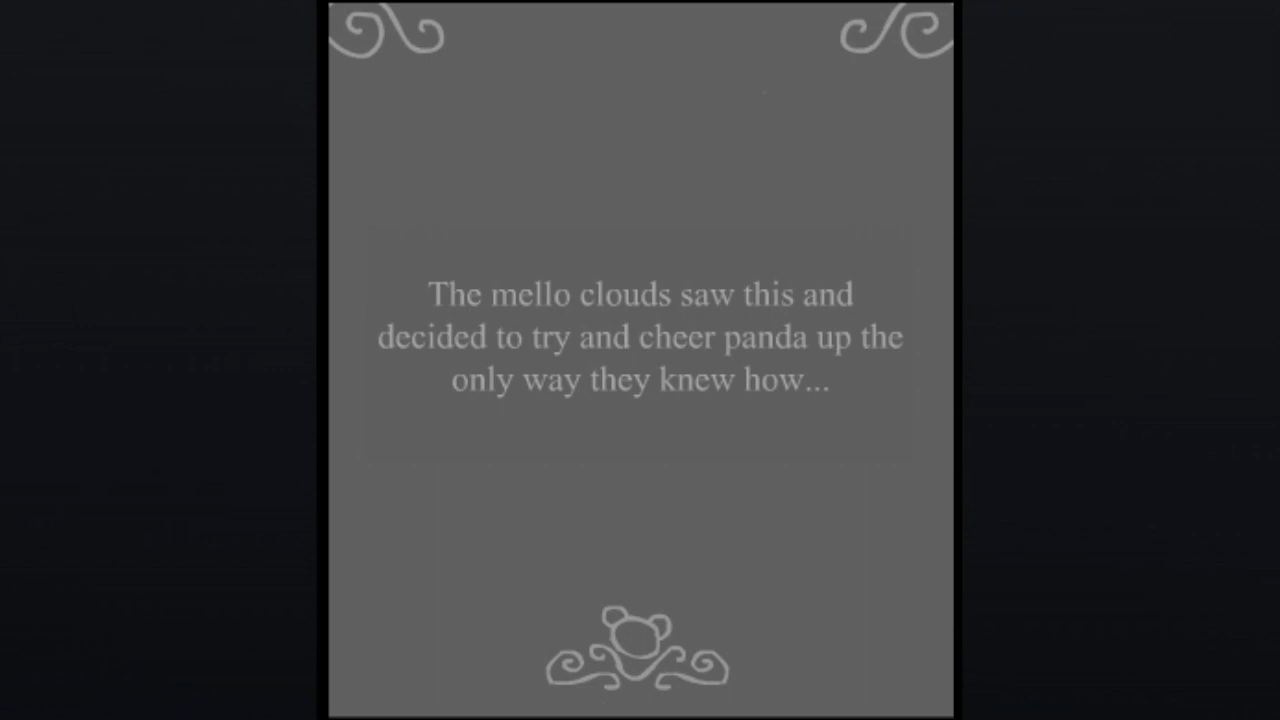 The mello clouds saw this and
decided to try and cheer panda up the
only way they knew how...